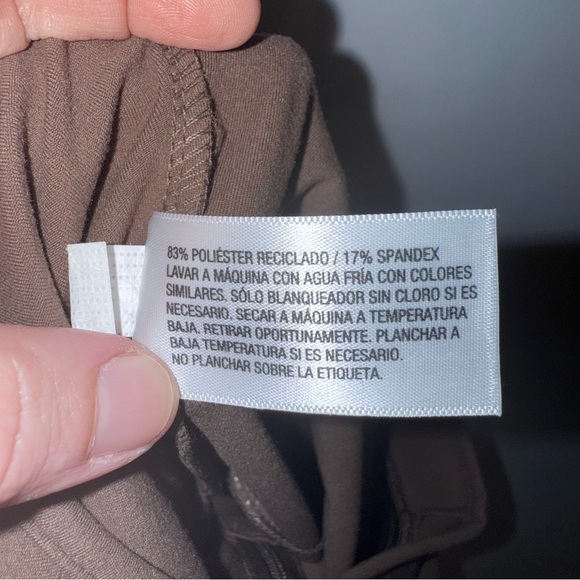 83% POLIÉSTER RECICLADO / 17% SPANDEX
LAVAR A MÁQUINA CON AGUA FRÍA CON COLORES
SIMILARES. SÓLO BLANQUEADOR SIN CLORO SI ES
NECESARIO. SECAR A MÁQUINA A TEMPERATURA
BAJA. RETIRAR OPORTUNAMENTE. PLANCHAR A
BAJA TEMPERATURA SI ES NECESARIO.
NO PLANCHAR SOBRE LA ETIQUETA.